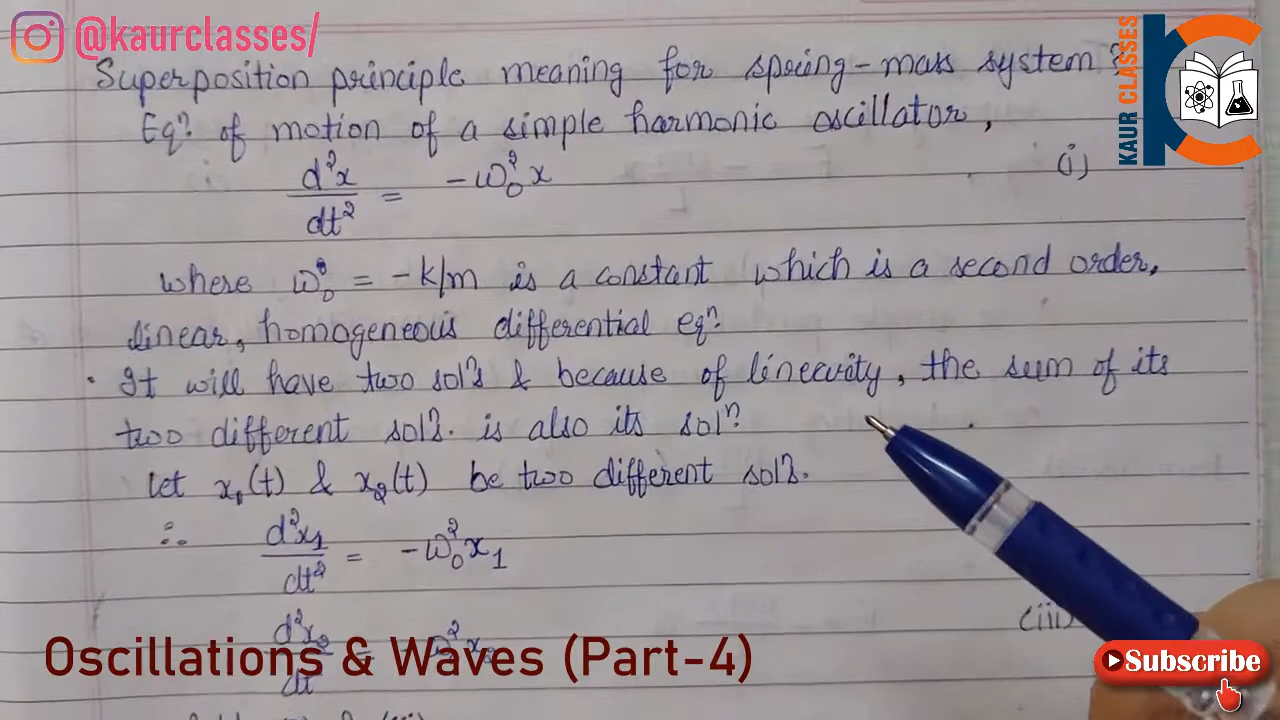 @kaurclasses/
KAUR CLASSES
Superposition principle meaning for spring-mass system?
Eqⁿ of motion of a simple harmonic oscillator,
d²x/dt² = -ω₀²x (i)
where ω₀² = -k/m is a constant which is a second order,
linear, homogeneous differential eqⁿ
· It will have two solⁿs & because of linearity, the sum of its
two different solⁿs. is also its solⁿ
Let x₁(t) & x₂(t) be two different solⁿs.
∴ d²x₁/dt² = -ω₀²x₁
d²x₂/dt (iii)
Oscillations & Waves (Part-4)
Subscribe